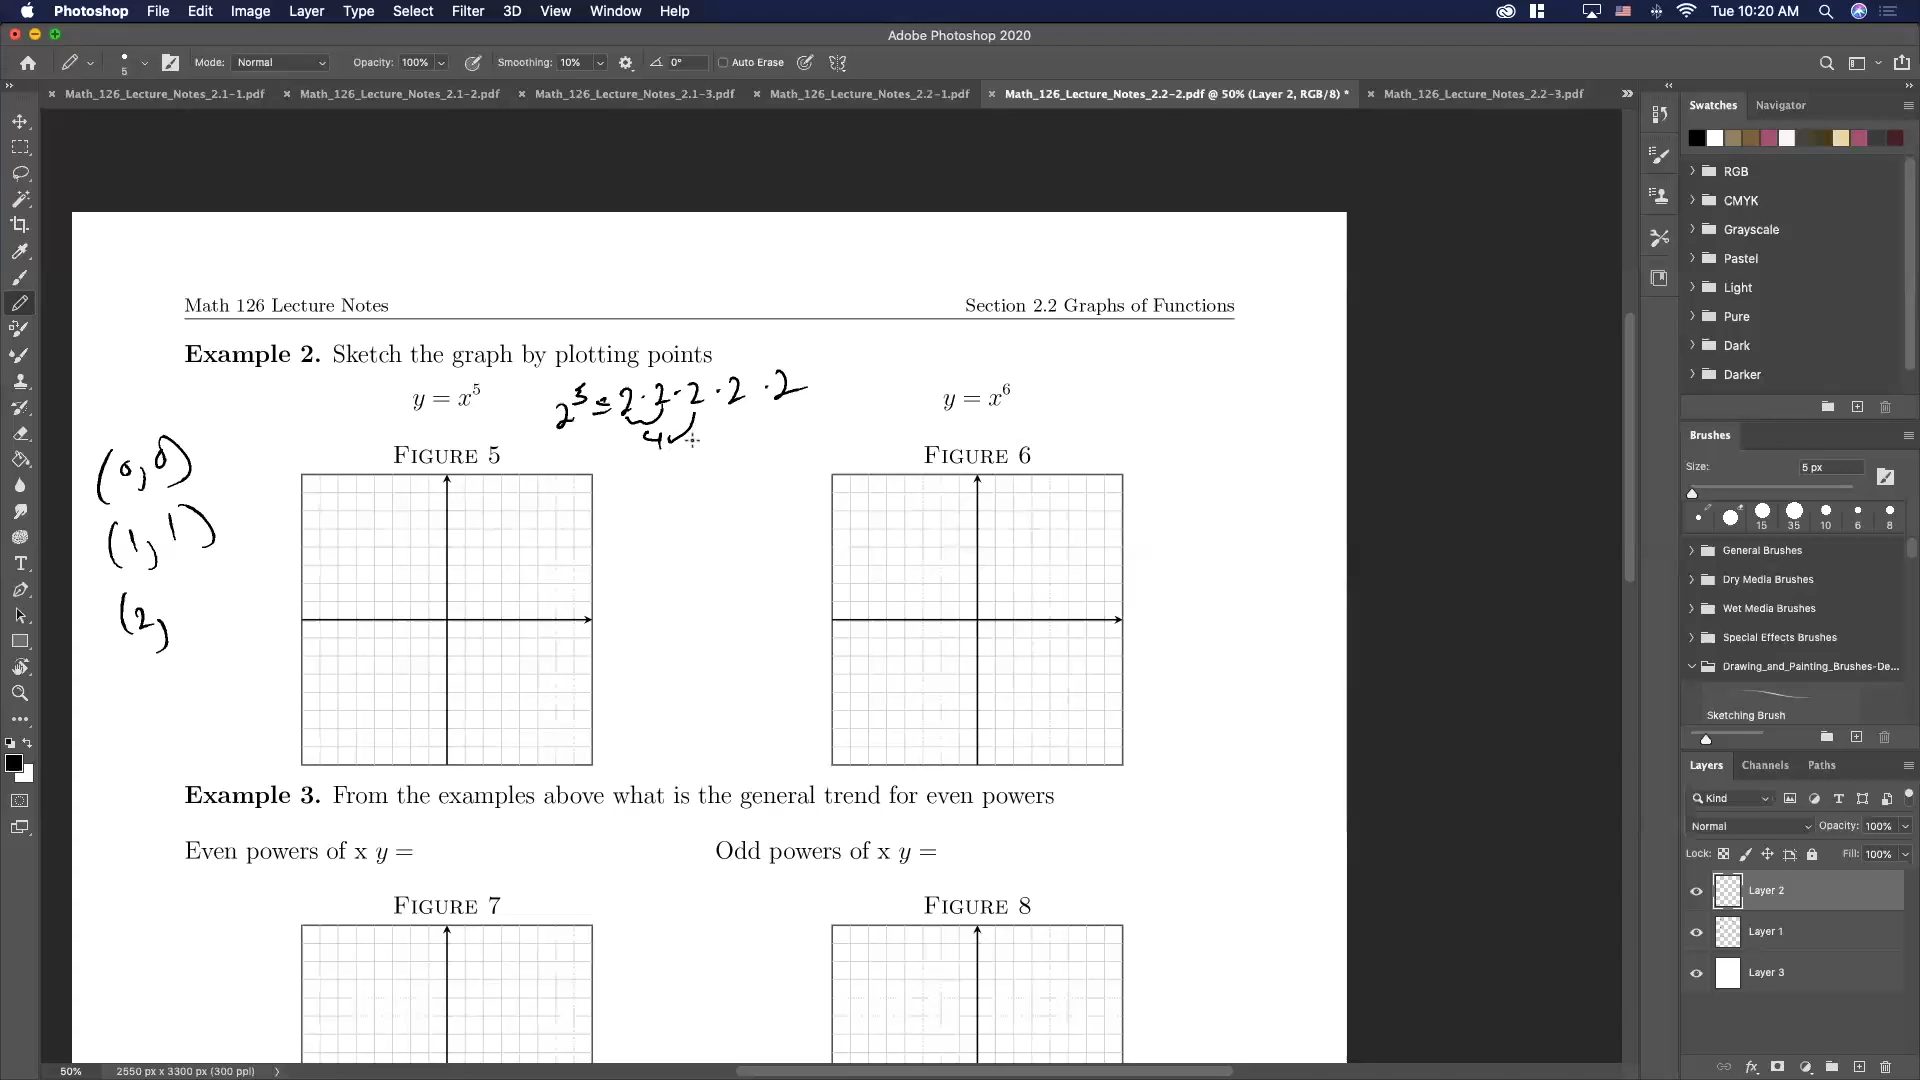 Photoshop File Edit Image Layer Type Select Filter 3D View Window Help Tue 10:20 AM
Adobe Photoshop 2020
5 Mode: Normal Opacity: 100% Smoothing: 10% 0° Auto Erase
Math_126_Lecture_Notes_2.1-1.pdf Math_126_Lecture_Notes_2.1-2.pdf Math_126_Lecture_Notes_2.1-3.pdf Math_126_Lecture_Notes_2.2-1.pdf Math_126_Lecture_Notes_2.2-2.pdf @ 50% (Layer 2, RGB/8) * Math_126_Lecture_Notes_2.2-3.pdf
Math 126 Lecture Notes Section 2.2 Graphs of Functions
Example 2. Sketch the graph by plotting points
y = x^5 2^5 = 2 · 2 · 2 · 2 · 2 y = x^6
4
FIGURE 5 FIGURE 6
(0, 0)
(1, 1)
(2,
Example 3. From the examples above what is the general trend for even powers
Even powers of x y = Odd powers of x y =
FIGURE 7 FIGURE 8
50% 2550 px x 3300 px (300 ppi)
Swatches Navigator
RGB
CMYK
Grayscale
Pastel
Light
Pure
Dark
Darker
Brushes
Size: 5 px
15 35 10 6 8
General Brushes
Dry Media Brushes
Wet Media Brushes
Special Effects Brushes
Drawing_and_Painting_Brushes-De...
Sketching Brush
Layers Channels Paths
Kind
Normal Opacity: 100%
Lock: Fill: 100%
Layer 2
Layer 1
Layer 3